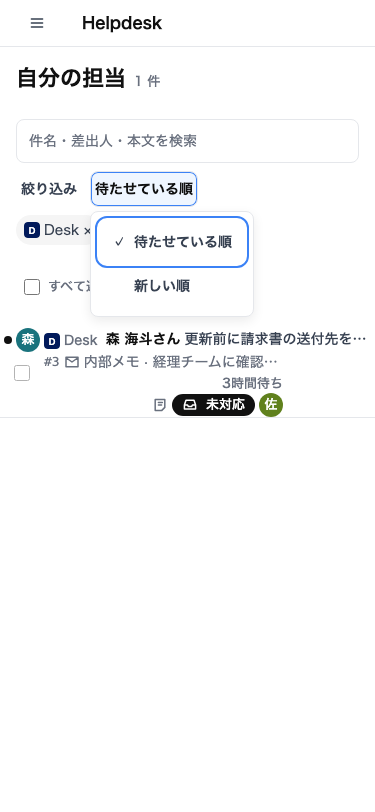 Helpdesk
自分の担当 1 件
件名・差出人・本文を検索
絞り込み 待たせている順
D Desk ×
✓ 待たせている順
新しい順
すべて
森 D Desk 森 海斗さん 更新前に請求書の送付先を…
#3 内部メモ · 経理チームに確認…
3時間待ち
未対応 佐